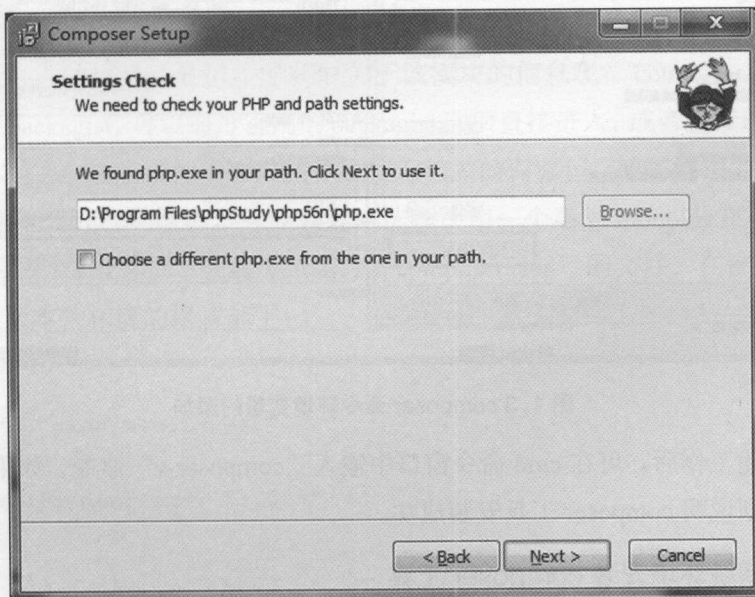 Composer Setup
Settings Check
We need to check your PHP and path settings.
We found php.exe in your path. Click Next to use it.
D:\Program Files\phpStudy\php56n\php.exe
Browse...
Choose a different php.exe from the one in your path.
< Back
Next >
Cancel